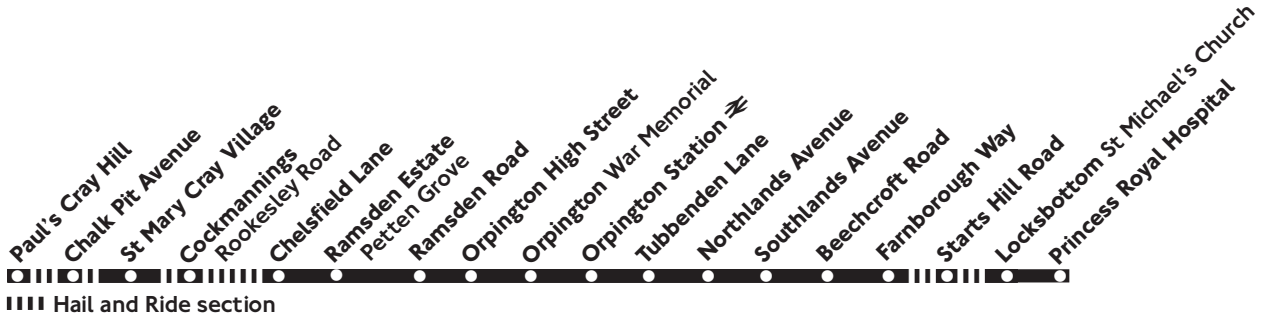 Paul's Cray Hill
Chalk Pit Avenue
St Mary Cray Village
Cockmannings
Rookesley Road
Chelsfield Lane
Ramsden Estate
Petten Grove
Ramsden Road
Orpington High Street
Orpington War Memorial
Orpington Station
Tubbenden Lane
Northlands Avenue
Southlands Avenue
Beechcroft Road
Farnborough Way
Starts Hill Road
Locksbottom St Michael's Church
Princess Royal Hospital
Hail and Ride section